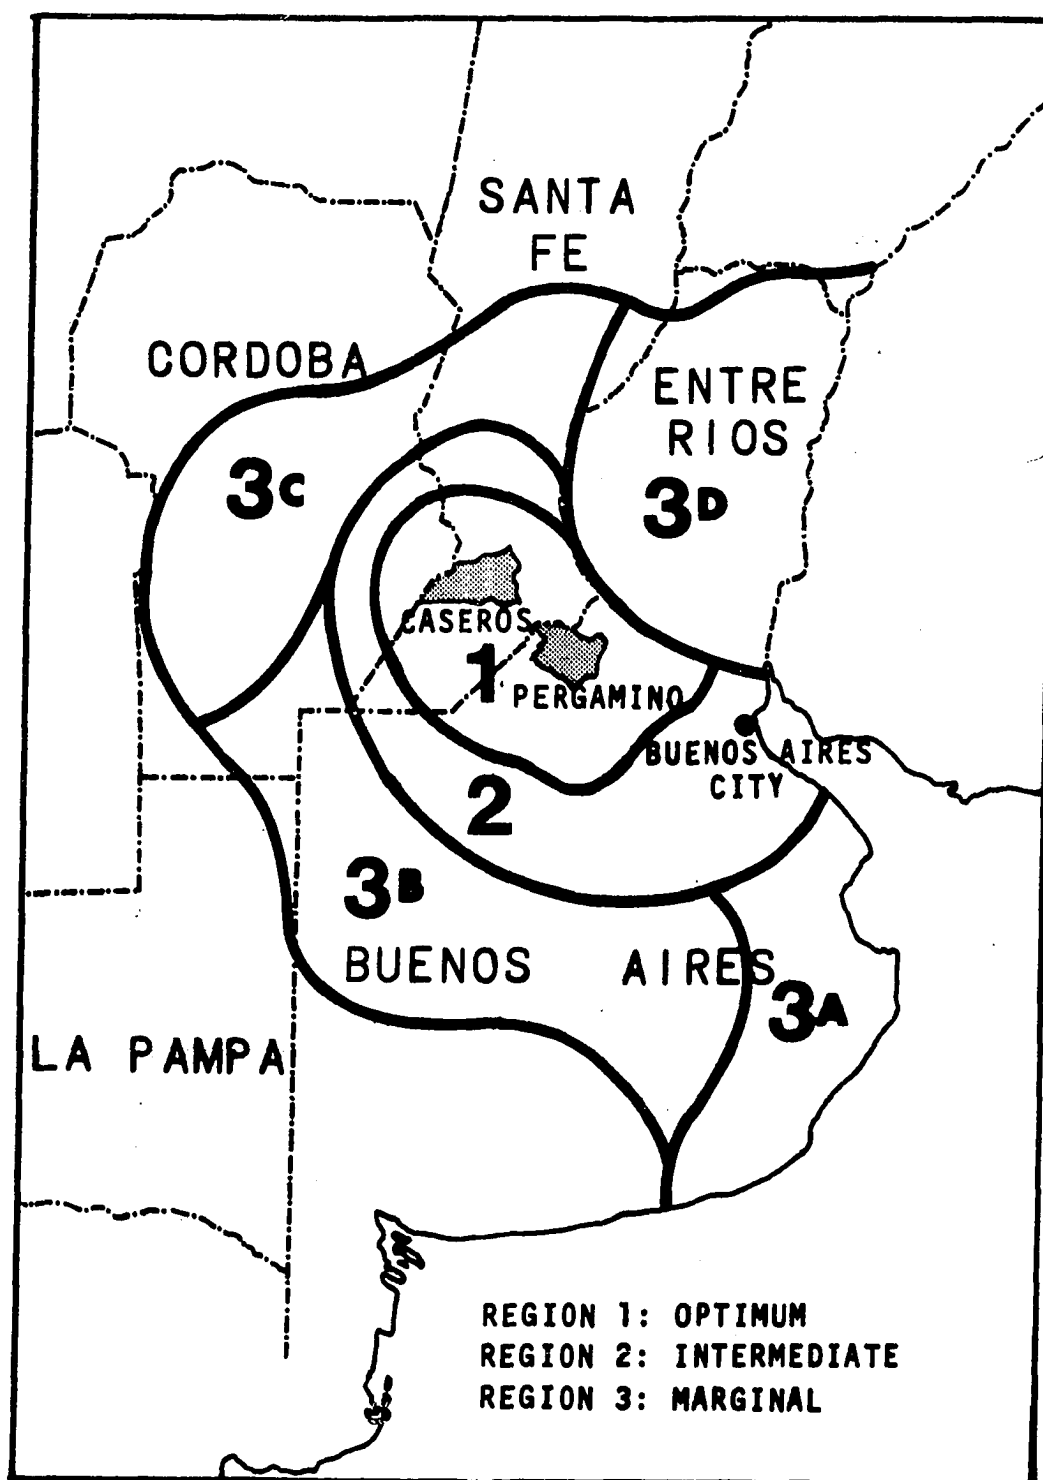 SANTA
FE
CORDOBA
ENTRE
RIOS
3C
3D
CASEROS
1
PERGAMINO
BUENOS AIRES
CITY
2
3B
BUENOS AIRES
3A
LA PAMPA
REGION 1: OPTIMUM
REGION 2: INTERMEDIATE
REGION 3: MARGINAL